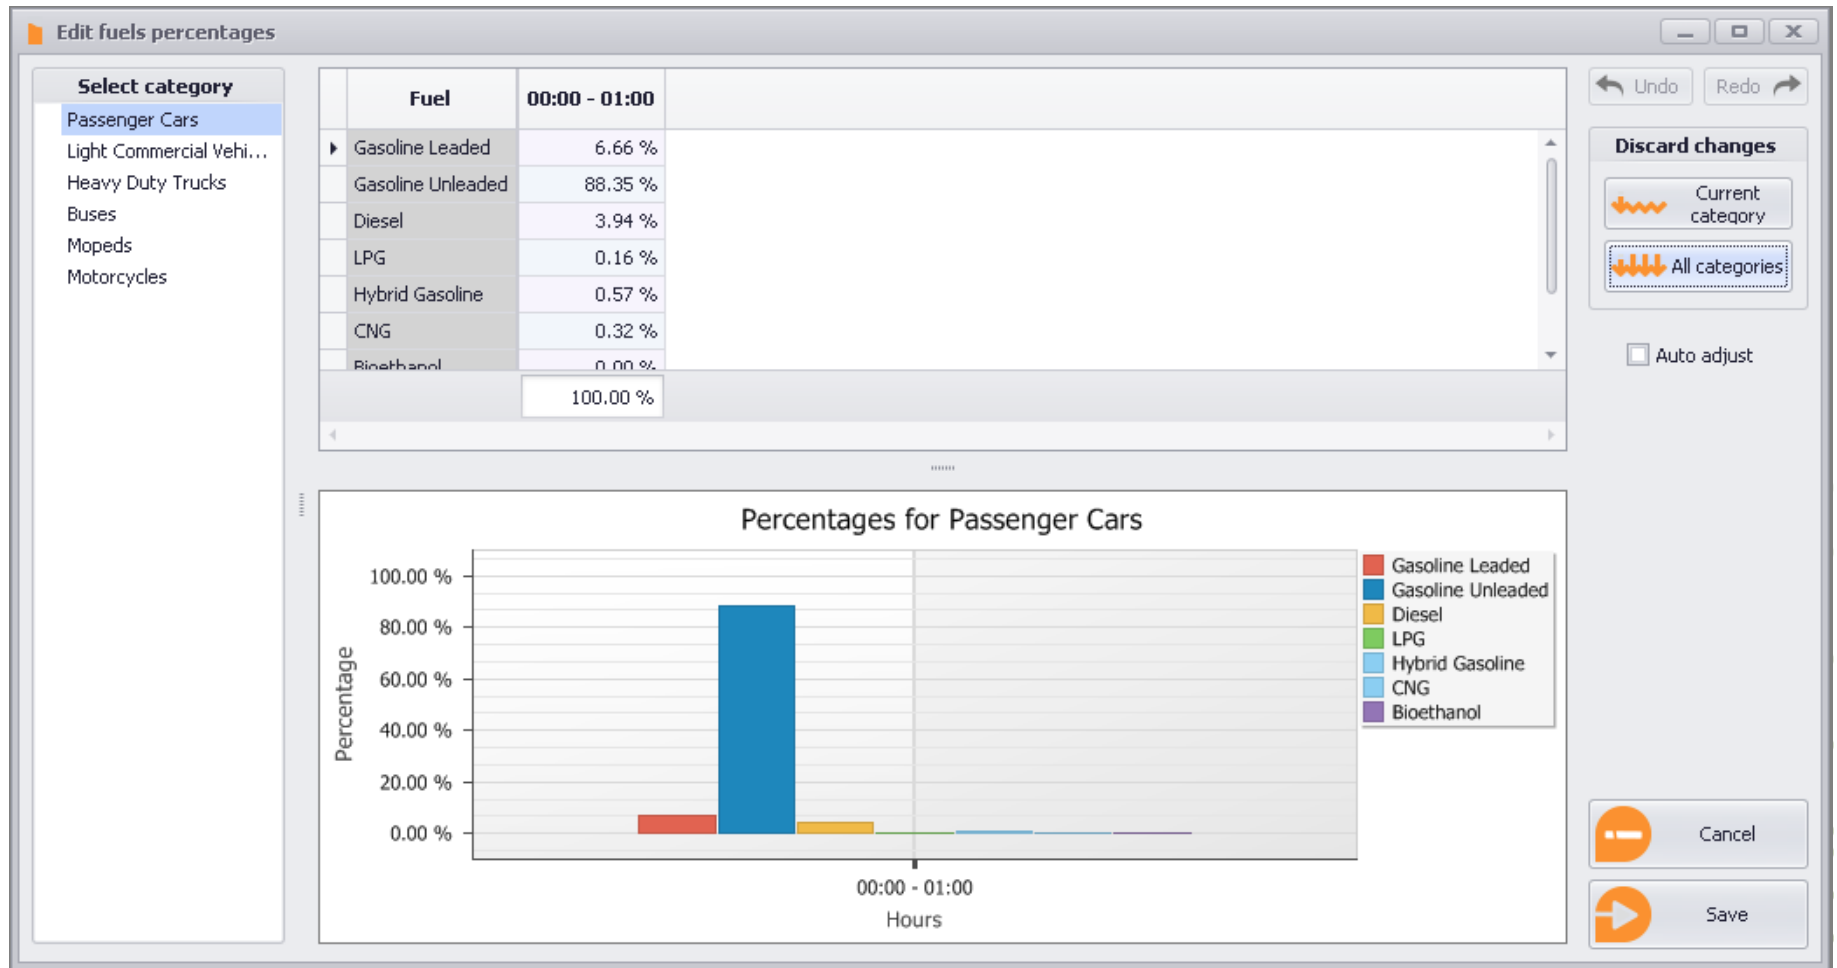 Edit fuels percentages
Select category
Passenger Cars
Light Commercial Vehi...
Heavy Duty Trucks
Buses
Mopeds
Motorcycles
Fuel 00:00 - 01:00
Gasoline Leaded 6.66 %
Gasoline Unleaded 88.35 %
Diesel 3.94 %
LPG 0.16 %
Hybrid Gasoline 0.57 %
CNG 0.32 %
Bioethanol 0.00 %
100.00 %
Undo Redo
Discard changes
Current
category
All categories
Auto adjust
Percentages for Passenger Cars
Percentage
100.00 %
80.00 %
60.00 %
40.00 %
20.00 %
0.00 %
00:00 - 01:00
Hours
Gasoline Leaded
Gasoline Unleaded
Diesel
LPG
Hybrid Gasoline
CNG
Bioethanol
Cancel
Save